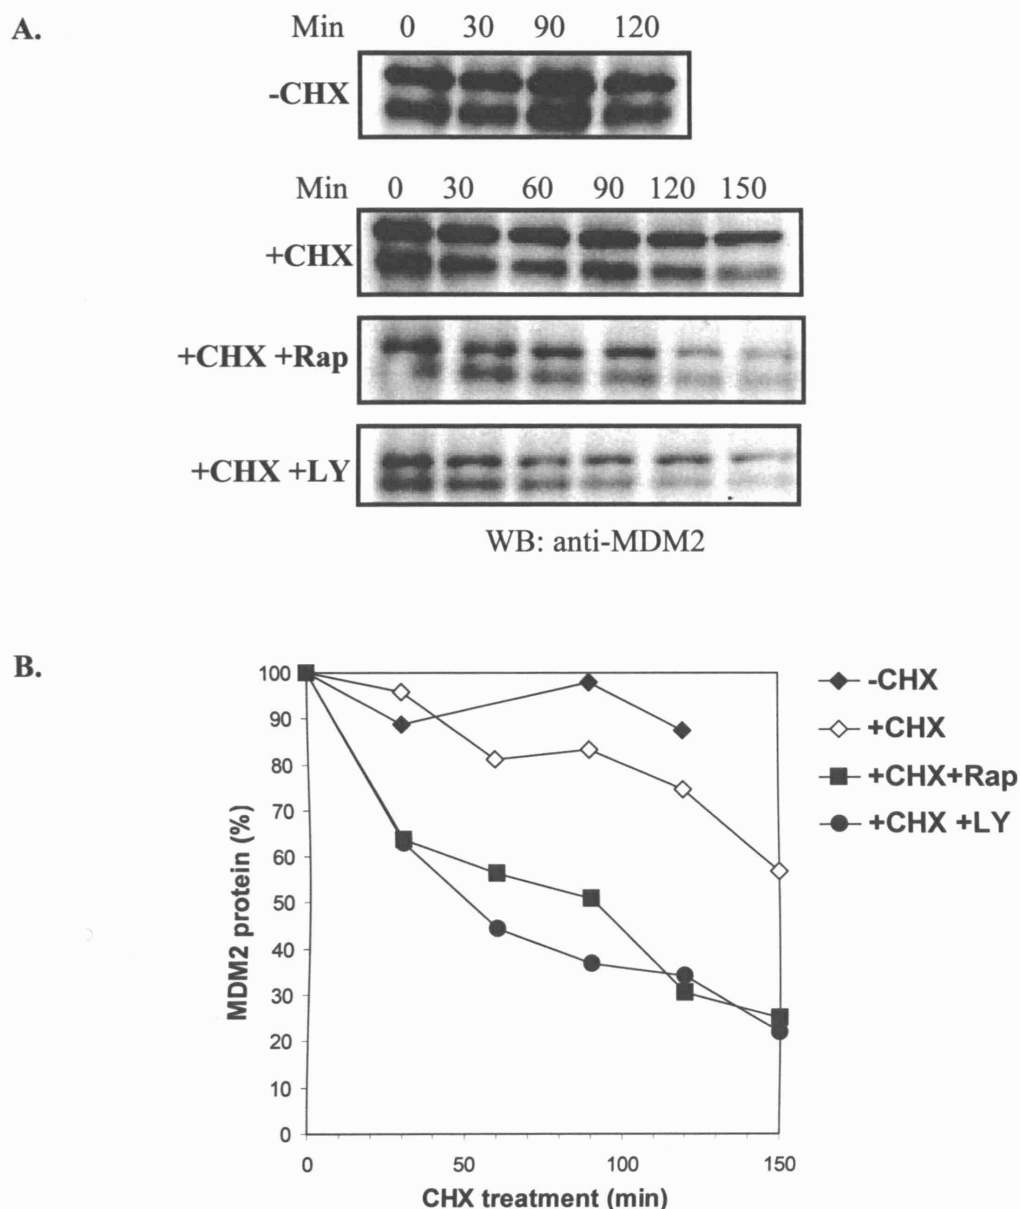 A.
Min 0 30 90 120
-CHX
Min 0 30 60 90 120 150
+CHX
+CHX +Rap
+CHX +LY
WB: anti-MDM2
B.
MDM2 protein (%)
100
90
80
70
60
50
40
30
20
10
0
0 50 100 150
CHX treatment (min)
-CHX
+CHX
+CHX+Rap
+CHX +LY